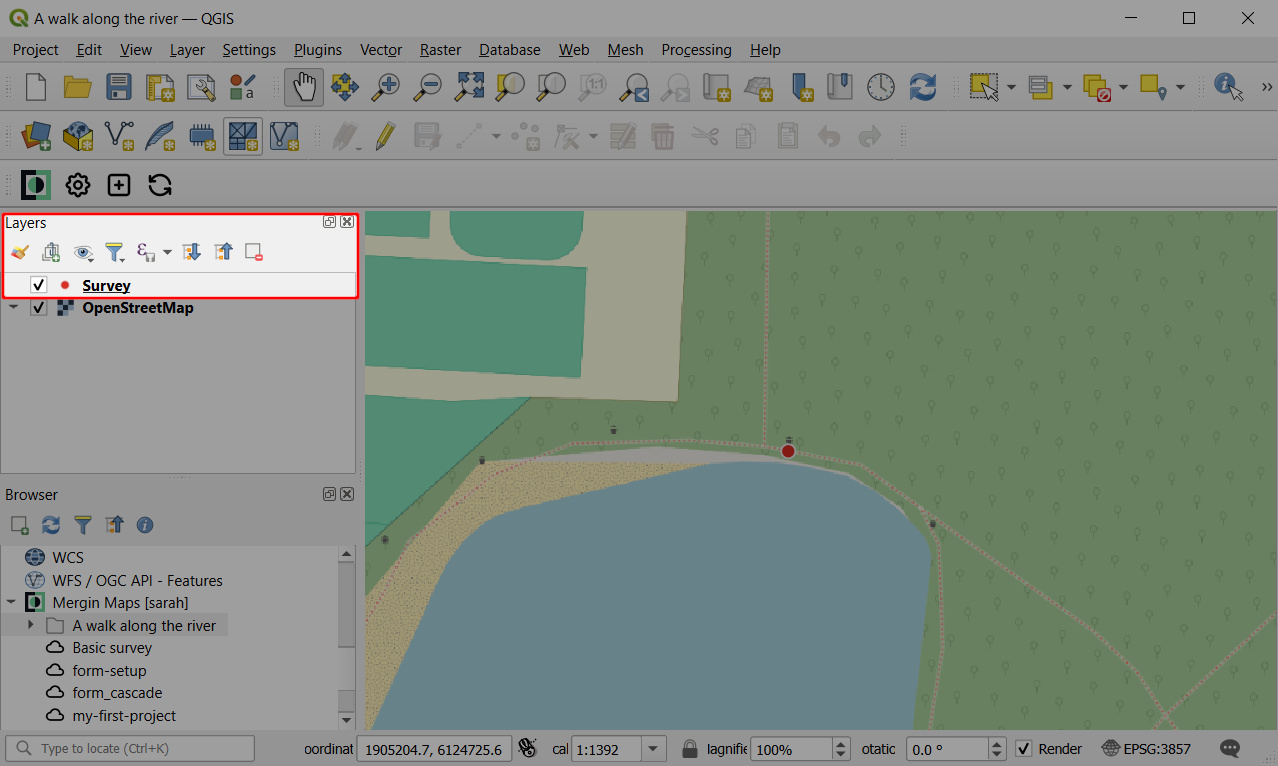 A walk along the river — QGIS
Project Edit View Layer Settings Plugins Vector Raster Database Web Mesh Processing Help
1:1
a
»
Layers
ε
Survey
OpenStreetMap
Browser
WCS
WFS / OGC API - Features
Mergin Maps [sarah]
A walk along the river
Basic survey
form-setup
form_cascade
my-first-project
Type to locate (Ctrl+K) oordinat 1905204.7, 6124725.6 cal 1:1392 lagnifie 100% otatic 0.0 ° Render EPSG:3857